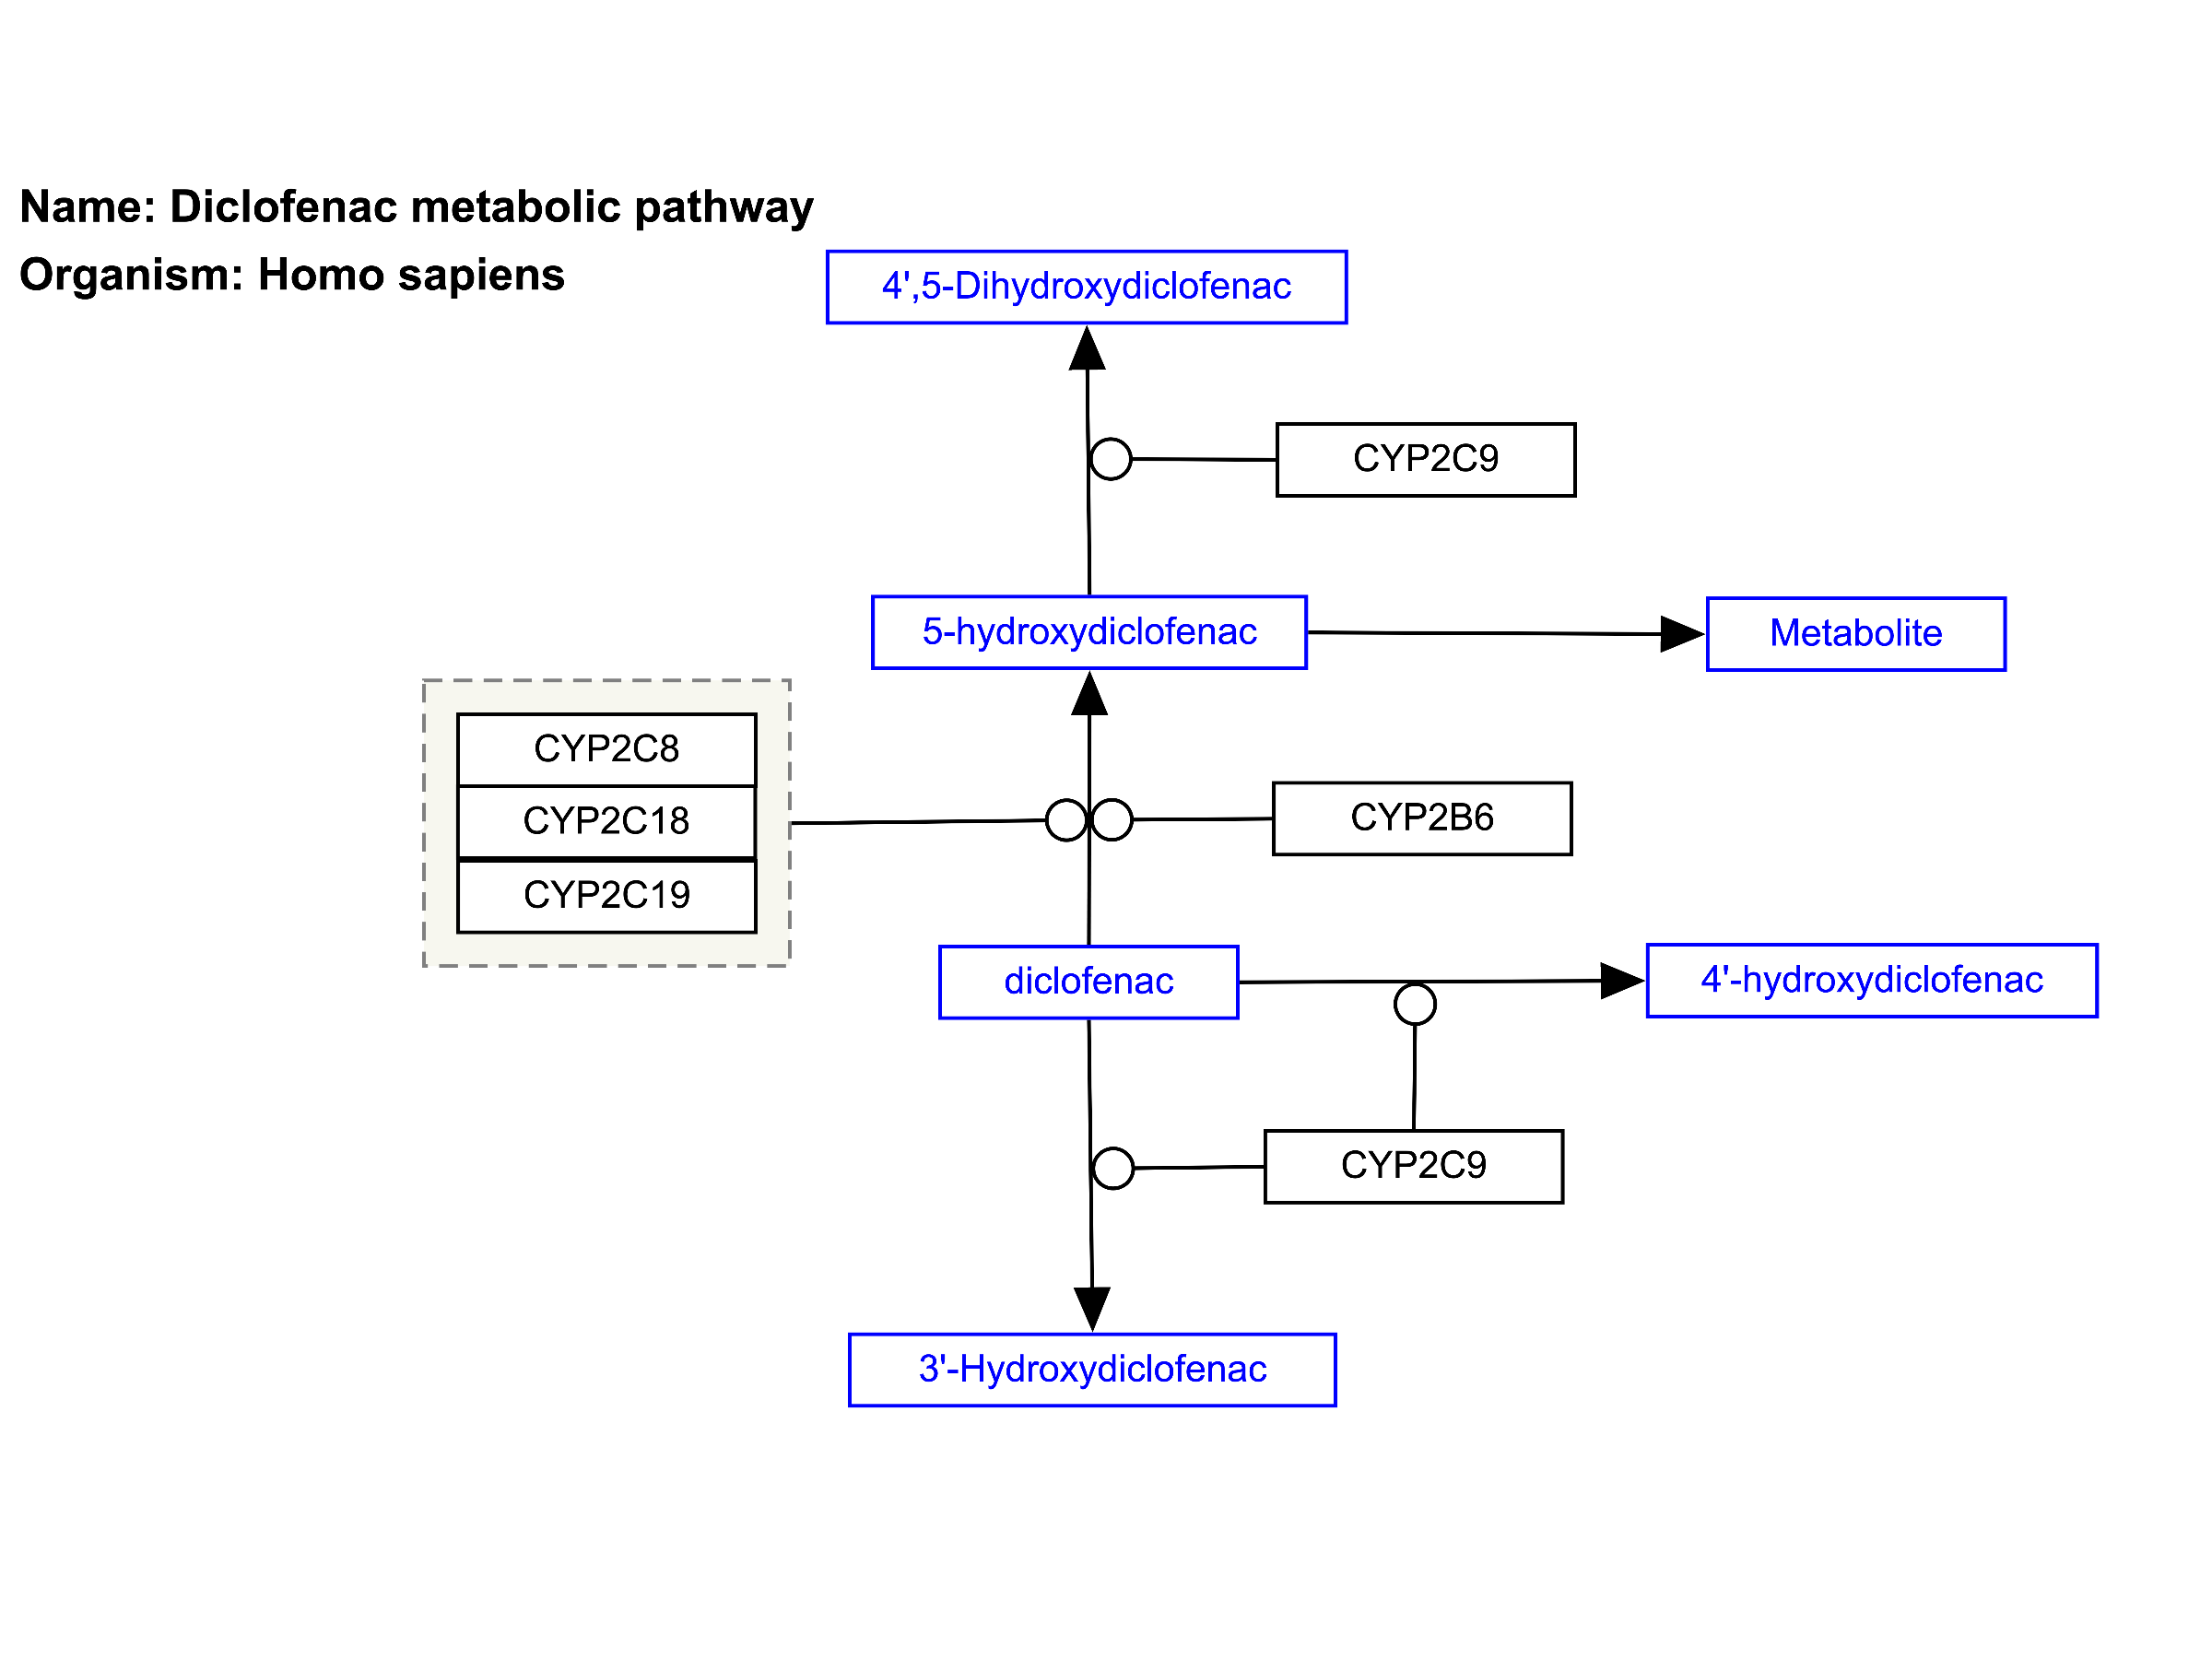 Name: Diclofenac metabolic pathway
Organism: Homo sapiens
4',5-Dihydroxydiclofenac
CYP2C9
5-hydroxydiclofenac
Metabolite
CYP2C8
CYP2C18
CYP2C19
CYP2B6
diclofenac
4'-hydroxydiclofenac
CYP2C9
3'-Hydroxydiclofenac